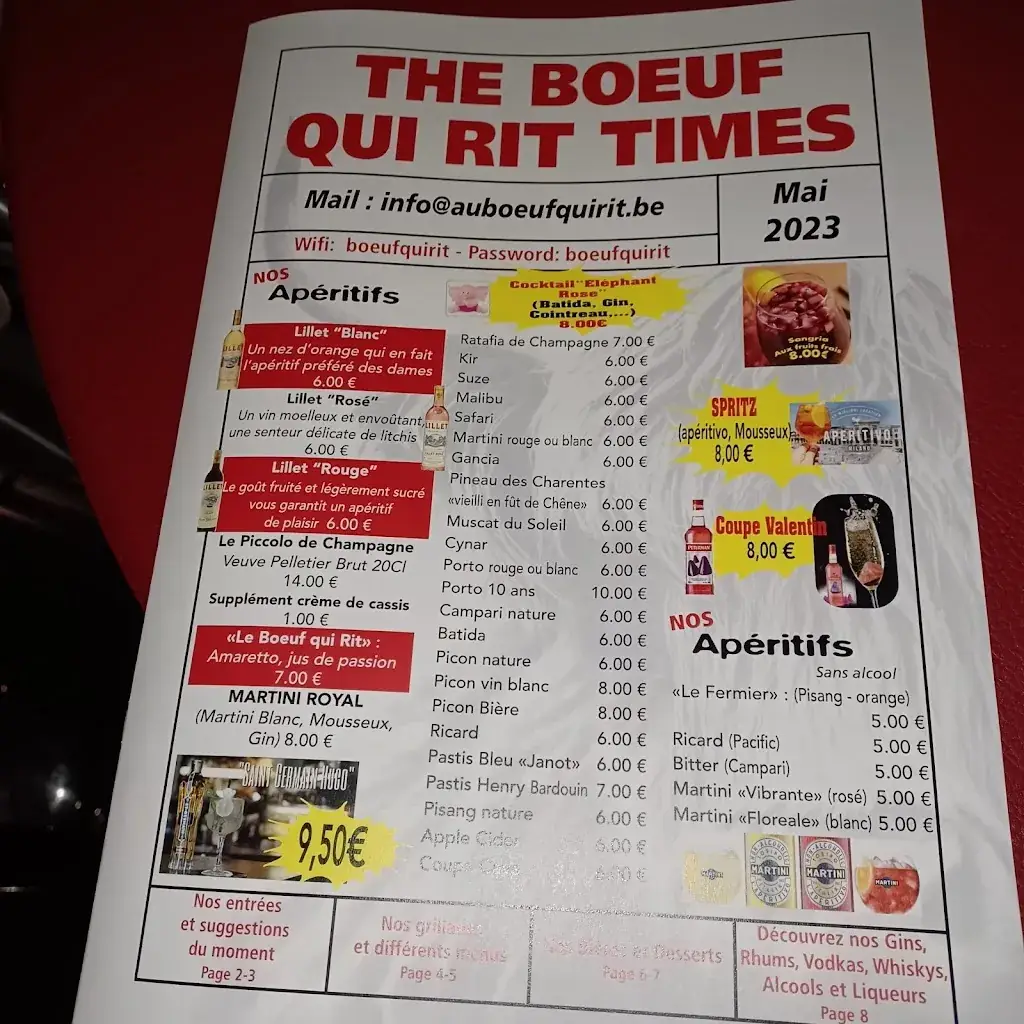 THE BOEUF
QUI RIT TIMES
Mail : info@auboeufquirit.be
Mai
2023
Wifi: boeufquirit - Password: boeufquirit
NOS
Apéritifs
Lillet "Blanc"
Un nez d'orange qui en fait
l'apéritif préféré des dames
6.00 €
Lillet "Rosé"
Un vin moelleux et envoûtant,
une senteur délicate de litchis
6.00 €
Lillet "Rouge"
Le goût fruité et légèrement sucré
vous garantit un apéritif
de plaisir 6.00 €
Le Piccolo de Champagne
Veuve Pelletier Brut 20Cl
14.00 €
Supplément crème de cassis
1.00 €
«Le Boeuf qui Rit» :
Amaretto, jus de passion
7.00 €
MARTINI ROYAL
(Martini Blanc, Mousseux,
Gin) 8.00 €
"SAINT GERMAIN HUGO"
9,50€
Cocktail "Eléphant
Rose"
(Batida, Gin,
Cointreau,...)
8.00€
Ratafia de Champagne 7.00 €
Kir 6.00 €
Suze 6.00 €
Malibu 6.00 €
Safari 6.00 €
Martini rouge ou blanc 6.00 €
Gancia 6.00 €
Pineau des Charentes
«vieilli en fût de Chêne» 6.00 €
Muscat du Soleil 6.00 €
Cynar 6.00 €
Porto rouge ou blanc 6.00 €
Porto 10 ans 10.00 €
Campari nature 6.00 €
Batida 6.00 €
Picon nature 6.00 €
Picon vin blanc 8.00 €
Picon Bière 8.00 €
Ricard 6.00 €
Pastis Bleu «Janot» 6.00 €
Pastis Henry Bardouin 7.00 €
Pisang nature 6.00 €
Apple Cider 6.00 €
Coupe
Sangria
Aux fruits frais
8.00€
SPRITZ
(apéritivo, Mousseux)
8,00 €
APERITIVO
Coupe Valentin
8,00 €
NOS
Apéritifs
Sans alcool
«Le Fermier» : (Pisang - orange)
5.00 €
Ricard (Pacific) 5.00 €
Bitter (Campari) 5.00 €
Martini «Vibrante» (rosé) 5.00 €
Martini «Floreale» (blanc) 5.00 €
MARTINI
MARTINI
MARTINI
Nos entrées
et suggestions
du moment
Page 2-3
Nos grillades
et différents menus
Page 4-5
et Desserts
Page 6-7
Découvrez nos Gins,
Rhums, Vodkas, Whiskys,
Alcools et Liqueurs
Page 8